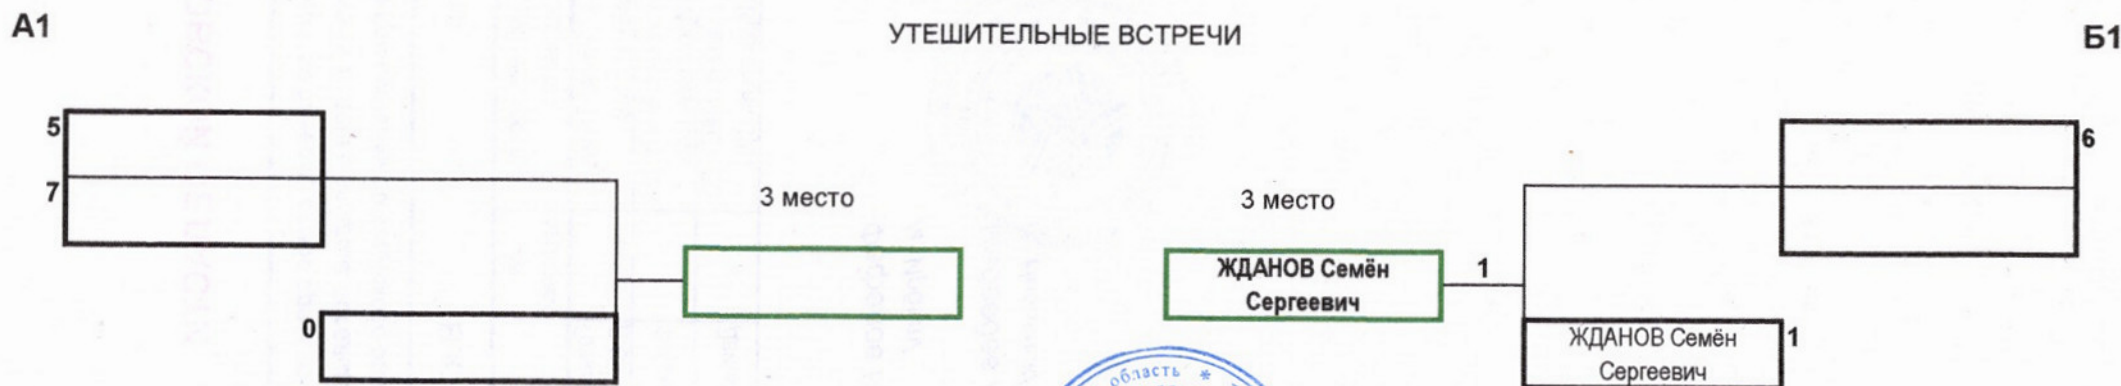 А1
УТЕШИТЕЛЬНЫЕ ВСТРЕЧИ
Б1
5
6
7
3 место
3 место
ЖДАНОВ Семён
Сергеевич
1
0
ЖДАНОВ Семён
Сергеевич
1
область *